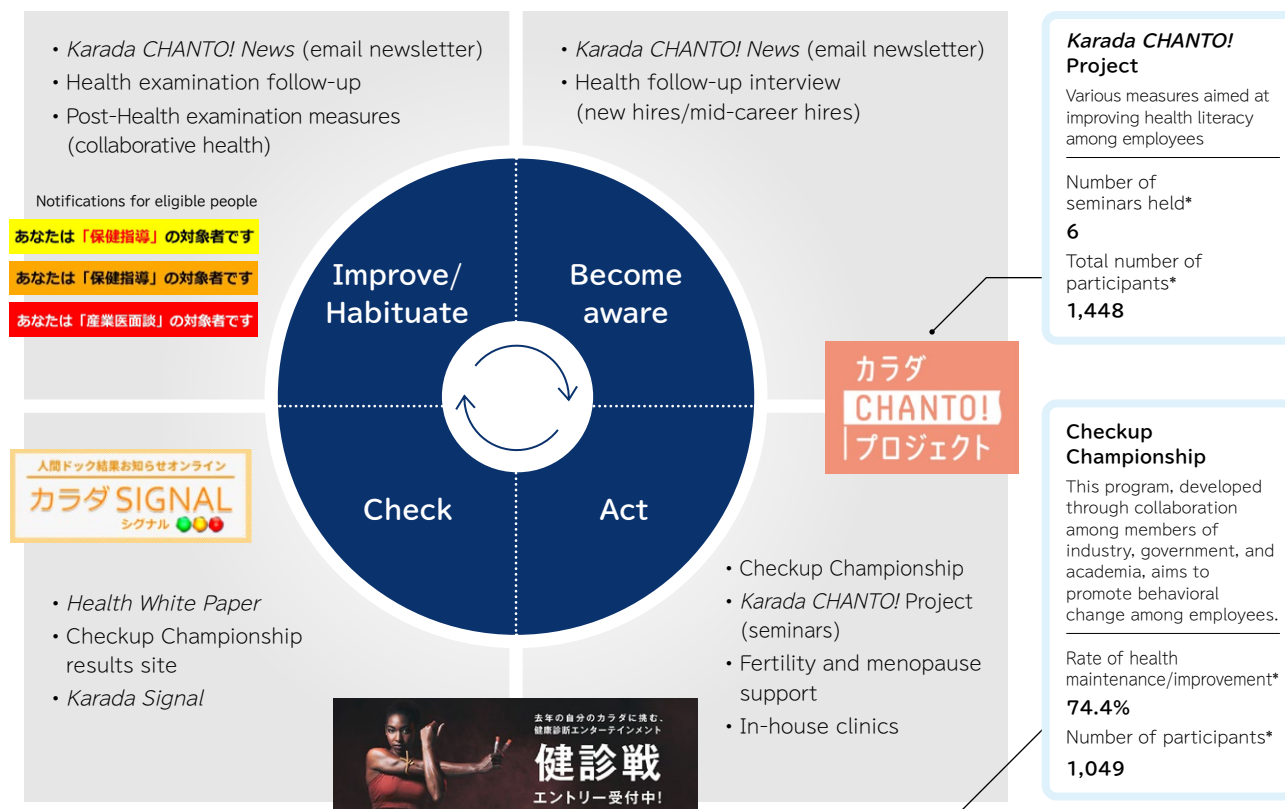 • Karada CHANTO! News (email newsletter)
• Health examination follow-up
• Post-Health examination measures
(collaborative health)
• Karada CHANTO! News (email newsletter)
• Health follow-up interview
(new hires/mid-career hires)
Notifications for eligible people
あなたは「保健指導」の対象者です
あなたは「保健指導」の対象者です
あなたは「産業医面談」の対象者です
Improve/
Habituate
Become
aware
Check
Act
カラダ
CHANTO!
プロジェクト
人間ドック結果お知らせオンライン
カラダ SIGNAL
シグナル
• Health White Paper
• Checkup Championship
results site
• Karada Signal
• Checkup Championship
• Karada CHANTO! Project
(seminars)
• Fertility and menopause
support
• In-house clinics
去年の自分のカラダに挑む、
健康診断エンターテインメント
健診戦
エントリー受付中!
Karada CHANTO!
Project
Various measures aimed at
improving health literacy
among employees
Number of
seminars held*
6
Total number of
participants*
1,448
Checkup
Championship
This program, developed
through collaboration
among members of
industry, government, and
academia, aims to
promote behavioral
change among employees.
Rate of health
maintenance/improvement*
74.4%
Number of participants*
1,049